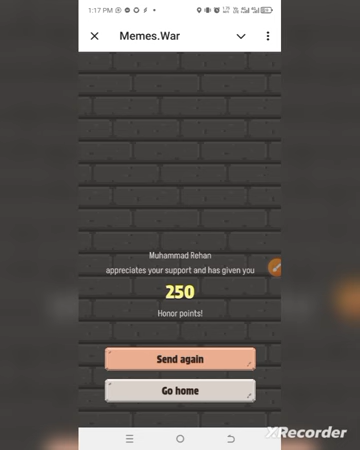 1:17 PM
Memes.War
Muhammad Rehan
appreciates your support and has given you
250
Honor points!
Send again
Go home
XRecorder